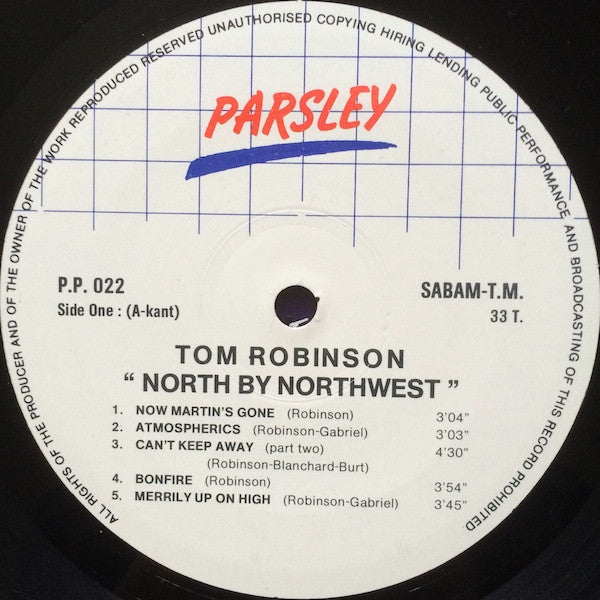 ALL RIGHTS OF THE PRODUCER AND OF THE OWNER OF THE WORK REPRODUCED RESERVED UNAUTHORISED COPYING HIRING LENDING PUBLIC PERFORMANCE AND BROADCASTING OF THIS RECORD PROHIBITED
PARSLEY
P.P. 022 SABAM-T.M.
Side One : (A-kant) 33 T.
TOM ROBINSON
“ NORTH BY NORTHWEST ”
1. NOW MARTIN'S GONE (Robinson) 3'04"
2. ATMOSPHERICS (Robinson-Gabriel) 3'03"
3. CAN'T KEEP AWAY (part two) 4'30"
(Robinson-Blanchard-Burt)
4. BONFIRE (Robinson) 3'54"
5. MERRILY UP ON HIGH (Robinson-Gabriel) 3'45"